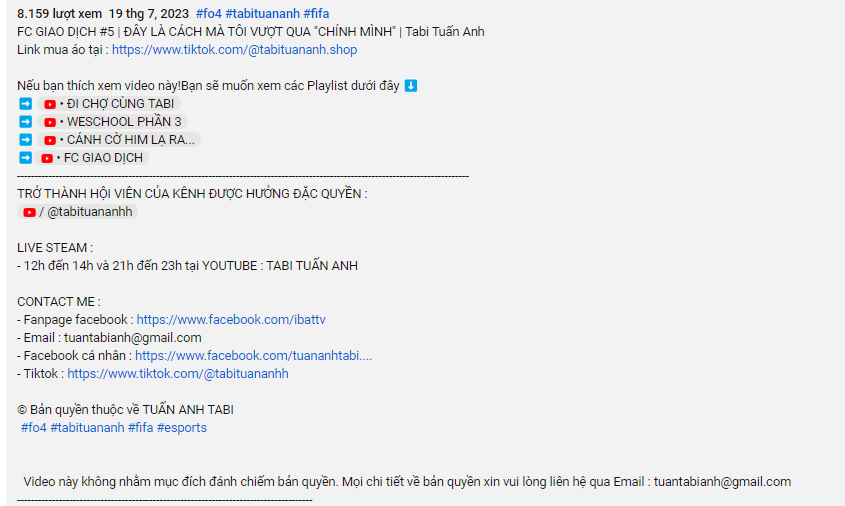 8.159 lượt xem 19 thg 7, 2023 #fo4 #tabituananh #fifa
FC GIAO DỊCH #5 | ĐÂY LÀ CÁCH MÀ TÔI VƯỢT QUA "CHÍNH MÌNH" | Tabi Tuấn Anh
Link mua áo tại : https://www.tiktok.com/@tabituananh.shop
Nếu bạn thích xem video này!Bạn sẽ muốn xem các Playlist dưới đây ⬇️
➡️ • ĐI CHỢ CÙNG TABI
➡️ • WESCHOOL PHẦN 3
➡️ • CÁNH CỜ HIM LẠ RA...
➡️ • FC GIAO DỊCH
----------------------------------------------------------------------------------------------------------------------------------
TRỞ THÀNH HỘI VIÊN CỦA KÊNH ĐƯỢC HƯỞNG ĐẶC QUYỀN :
/ @tabituananhh
LIVE STEAM :
- 12h đến 14h và 21h đến 23h tại YOUTUBE : TABI TUẤN ANH
CONTACT ME :
- Fanpage facebook : https://www.facebook.com/ibattv
- Email : tuantabianh@gmail.com
- Facebook cá nhân : https://www.facebook.com/tuananhtabi....
- Tiktok : https://www.tiktok.com/@tabituananhh
© Bản quyền thuộc về TUẤN ANH TABI
#fo4 #tabituananh #fifa #esports
Video này không nhằm mục đích đánh chiếm bản quyền. Mọi chi tiết về bản quyền xin vui lòng liên hệ qua Email : tuantabianh@gmail.com
-------------------------------------------------------------------------------------